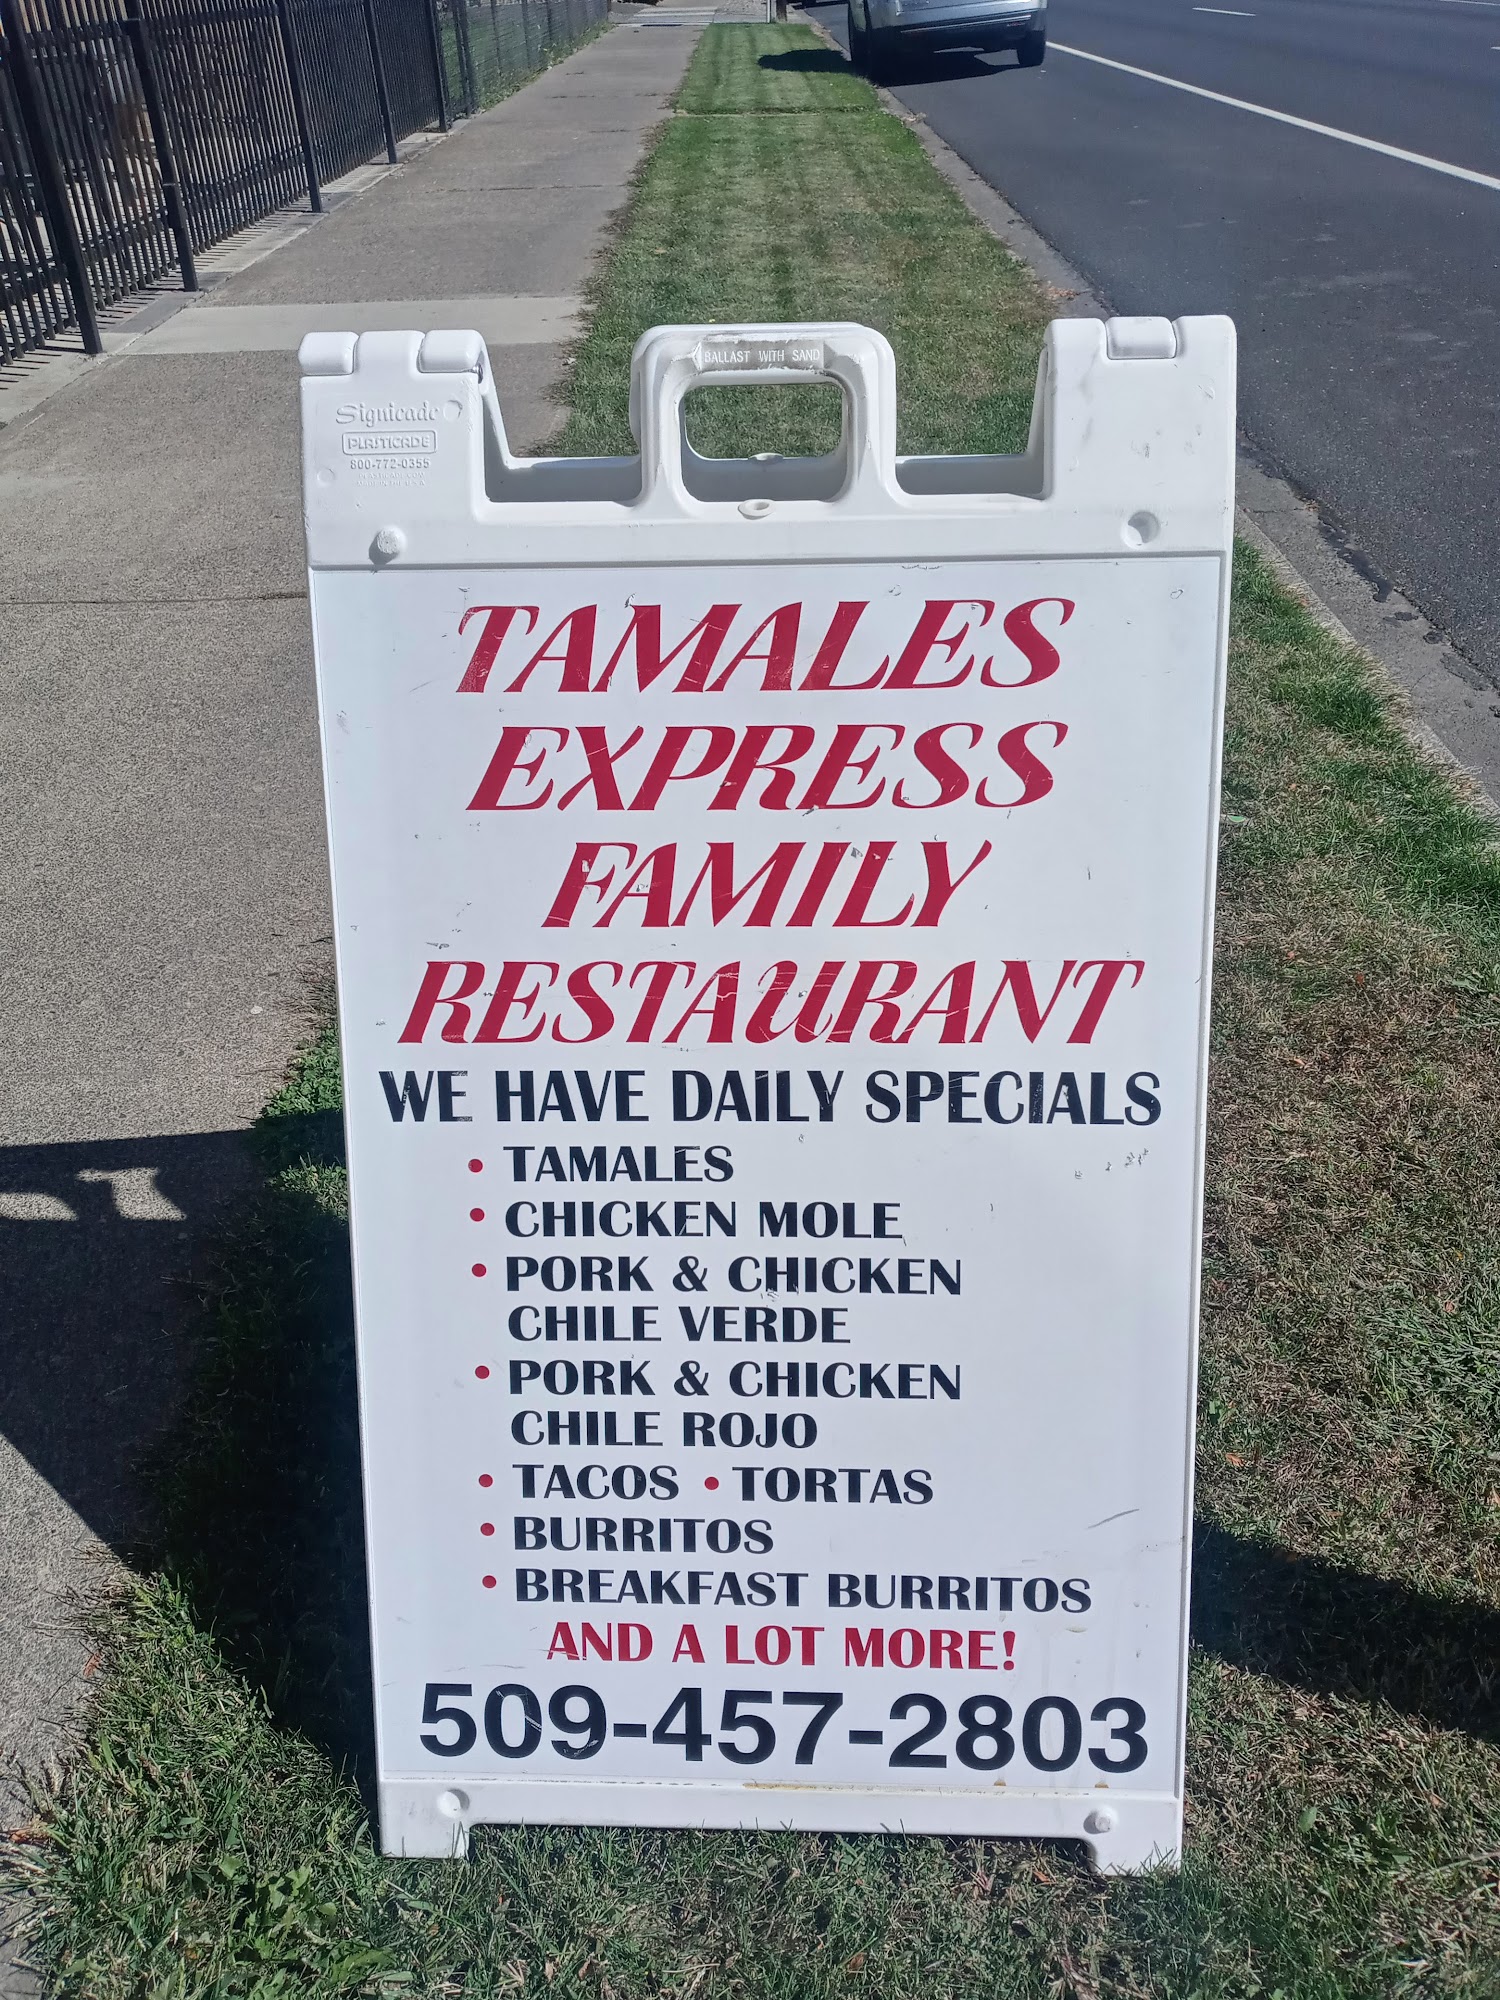 BALLAST WITH SAND
Signicade
PLASTICADE
800-772-0355
TAMALES
EXPRESS
FAMILY
RESTAURANT
WE HAVE DAILY SPECIALS
• TAMALES
• CHICKEN MOLE
• PORK & CHICKEN
CHILE VERDE
• PORK & CHICKEN
CHILE ROJO
• TACOS • TORTAS
• BURRITOS
• BREAKFAST BURRITOS
AND A LOT MORE!
509-457-2803